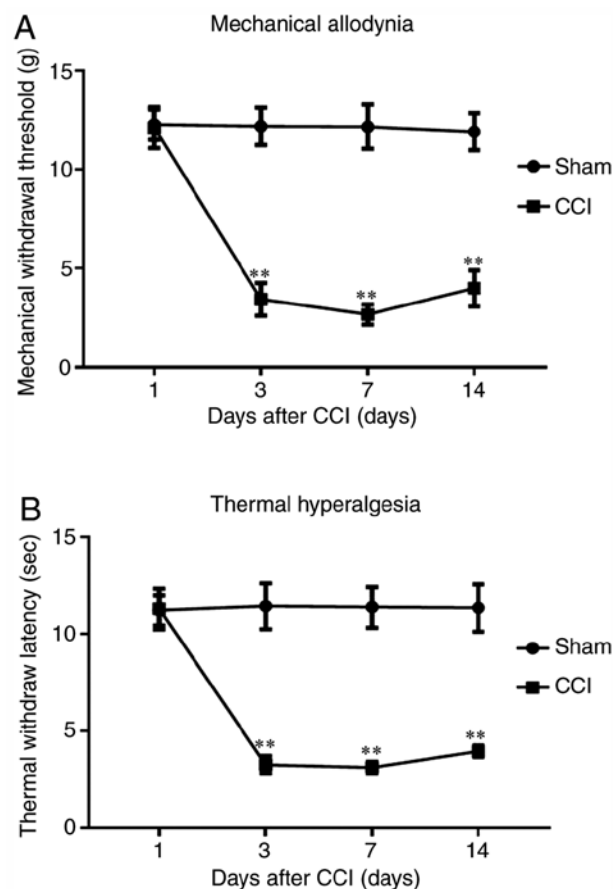 A
Mechanical allodynia
Mechanical withdrawal threshold (g)
15
10
5
0
**
**
**
Sham
CCI
1 3 7 14
Days after CCI (days)
B
Thermal hyperalgesia
Thermal withdraw latency (sec)
15
10
5
0
**
**
**
Sham
CCI
1 3 7 14
Days after CCI (days)